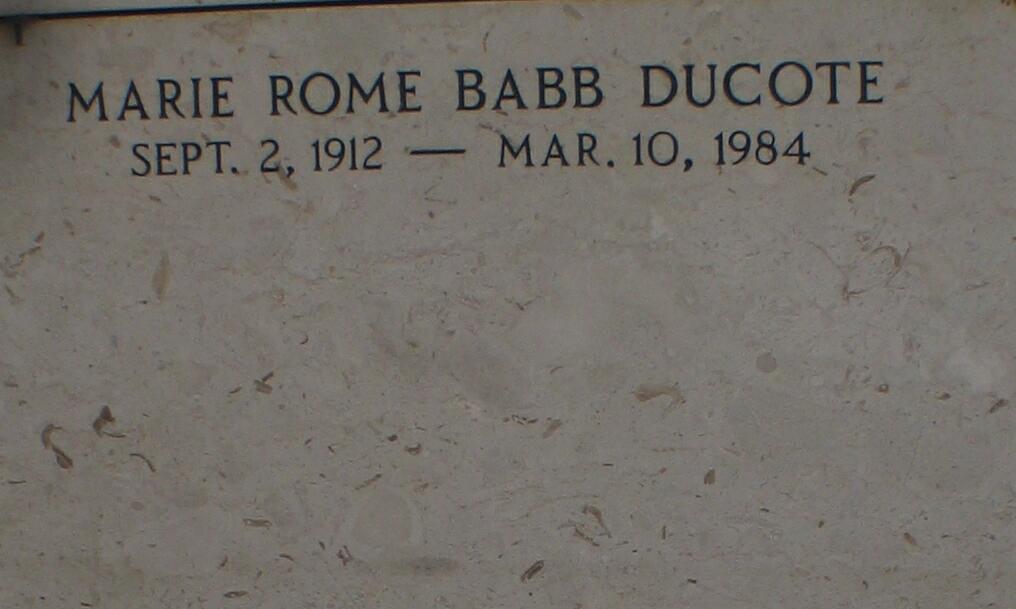 MARIE ROME BABB DUCOTE
SEPT. 2, 1912 — MAR. 10, 1984